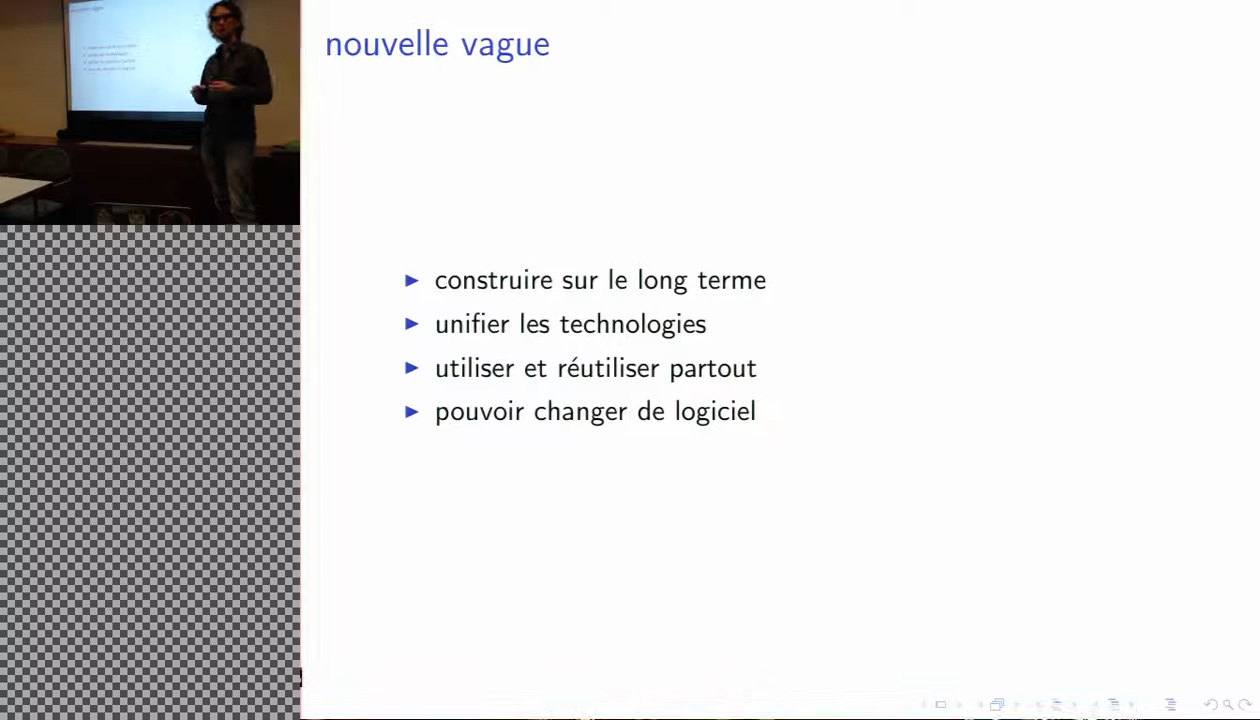 nouvelle vague
construire sur le long terme
unifier les technologies
utiliser et réutiliser partout
pouvoir changer de logiciel